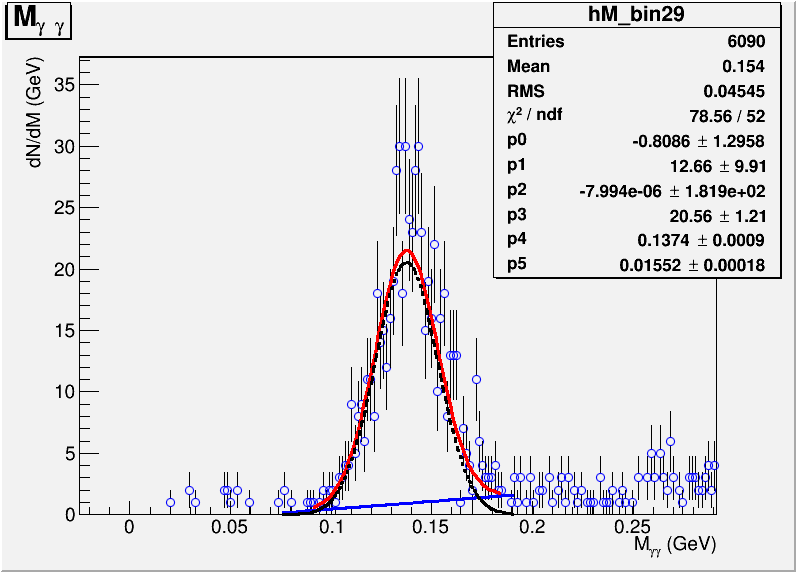 M γ γ
hM_bin29
Entries 6090
Mean 0.154
RMS 0.04545
χ² / ndf 78.56 / 52
p0 -0.8086 ± 1.2958
p1 12.66 ± 9.91
p2 -7.994e-06 ± 1.819e+02
p3 20.56 ± 1.21
p4 0.1374 ± 0.0009
p5 0.01552 ± 0.00018
dN/dM (GeV)
35
30
25
20
15
10
5
0
0 0.05 0.1 0.15 0.2 0.25
M γγ (GeV)